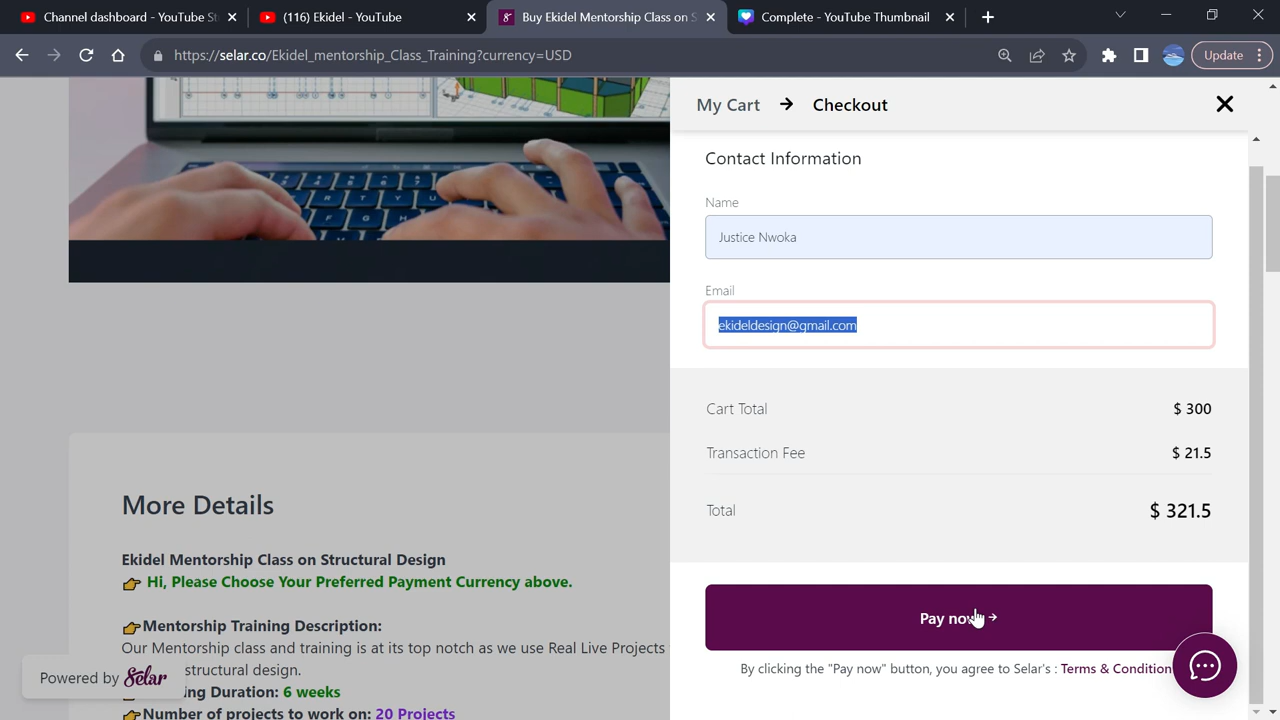 Channel dashboard - YouTube St
(116) Ekidel - YouTube
Buy Ekidel Mentorship Class on S
Complete - YouTube Thumbnail
https://selar.co/Ekidel_mentorship_Class_Training?currency=USD
Update
My Cart → Checkout
Contact Information
Name
Justice Nwoka
Email
ekideldesign@gmail.com
Cart Total $ 300
Transaction Fee $ 21.5
Total $ 321.5
Pay now →
By clicking the "Pay now" button, you agree to Selar's : Terms & Condition
More Details
Ekidel Mentorship Class on Structural Design
👉 Hi, Please Choose Your Preferred Payment Currency above.
👉Mentorship Training Description:
Our Mentorship class and training is at its top notch as we use Real Live Projects
structural design.
Duration: 6 weeks
👉Number of projects to work on: 20 Projects
Powered by Selar